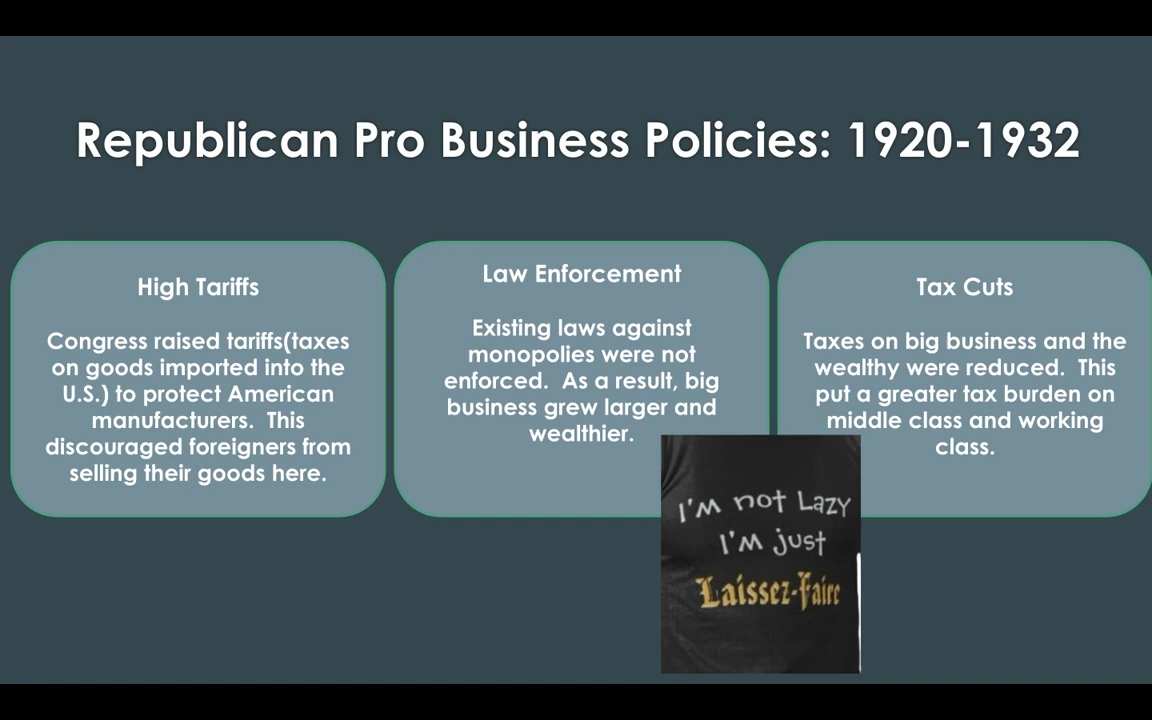 Republican Pro Business Policies: 1920-1932
High Tariffs
Congress raised tariffs(taxes
on goods imported into the
U.S.) to protect American
manufacturers.  This
discouraged foreigners from
selling their goods here.
Law Enforcement
Existing laws against
monopolies were not
enforced.  As a result, big
business grew larger and
wealthier.
Tax Cuts
Taxes on big business and the
wealthy were reduced.  This
put a greater tax burden on
middle class and working
class.
I'm not Lazy
I'm just
Laissez-Faire